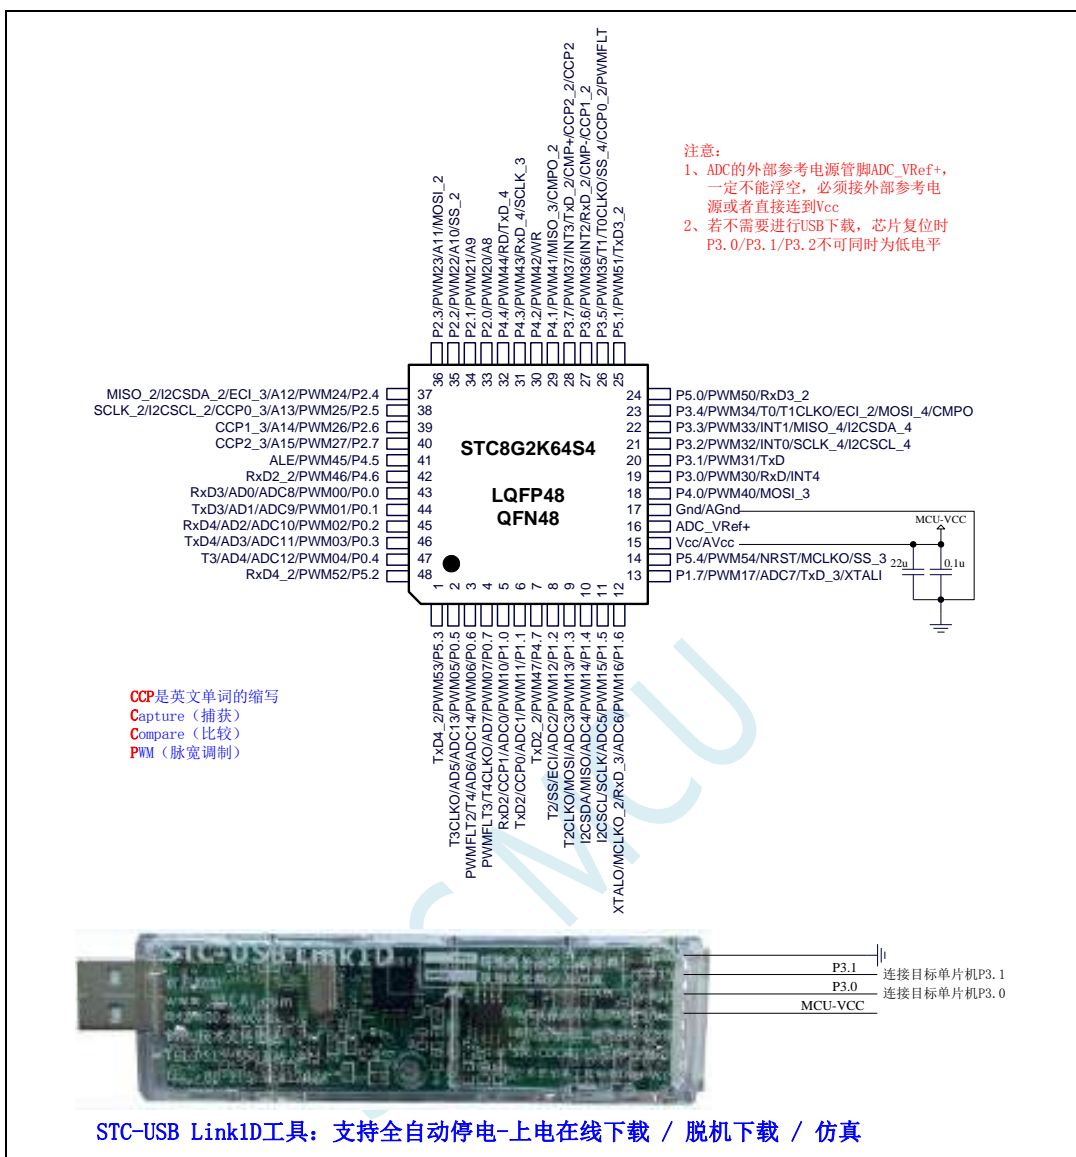 P2.3/PWM23/A11/MOSI_2
P2.2/PWM22/A10/SS_2
P2.1/PWM21/A9
P2.0/PWM20/A8
P4.4/PWM44/RD/TxD_4
P4.3/PWM43/RxD_4/SCLK_3
P4.2/PWM42/WR
P4.1/PWM41/MISO_3/CMPO_2
P3.7/PWM37/INT3/TxD_2/CMP+/CCP2_2/CCP2
P3.6/PWM36/INT2/RxD_2/CMP-/CCP1_2
P3.5/PWM35/T1/T0CLKO/SS_4/CCP0_2/PWMFLT
P5.1/PWM51/TxD3_2
注意：
1、ADC的外部参考电源管脚ADC_VRef+，
一定不能浮空，必须接外部参考电
源或者直接连到Vcc
2、若不需要进行USB下载，芯片复位时
P3.0/P3.1/P3.2不可同时为低电平
36 35 34 33 32 31 30 29 28 27 26 25
MISO_2/I2CSDA_2/ECI_3/A12/PWM24/P2.4 37
SCLK_2/I2CSCL_2/CCP0_3/A13/PWM25/P2.5 38
CCP1_3/A14/PWM26/P2.6 39
CCP2_3/A15/PWM27/P2.7 40
ALE/PWM45/P4.5 41
RxD2_2/PWM46/P4.6 42
RxD3/AD0/ADC8/PWM00/P0.0 43
TxD3/AD1/ADC9/PWM01/P0.1 44
RxD4/AD2/ADC10/PWM02/P0.2 45
TxD4/AD3/ADC11/PWM03/P0.3 46
T3/AD4/ADC12/PWM04/P0.4 47
RxD4_2/PWM52/P5.2 48
STC8G2K64S4
LQFP48
QFN48
24 P5.0/PWM50/RxD3_2
23 P3.4/PWM34/T0/T1CLKO/ECI_2/MOSI_4/CMPO
22 P3.3/PWM33/INT1/MISO_4/I2CSDA_4
21 P3.2/PWM32/INT0/SCLK_4/I2CSCL_4
20 P3.1/PWM31/TxD
19 P3.0/PWM30/RxD/INT4
18 P4.0/PWM40/MOSI_3
17 Gnd/AGnd
16 ADC_VRef+
15 Vcc/AVcc
14 P5.4/PWM54/NRST/MCLKO/SS_3
13 P1.7/PWM17/ADC7/TxD_3/XTALI
MCU-VCC
22u
0.1u
1 2 3 4 5 6 7 8 9 10 11 12
TxD4_2/PWM53/P5.3
T3CLKO/AD5/ADC13/PWM05/P0.5
PWMFLT2/T4/AD6/ADC14/PWM06/P0.6
PWMFLT3/T4CLKO/AD7/PWM07/P0.7
RxD2/CCP1/ADC0/PWM10/P1.0
TxD2/CCP0/ADC1/PWM11/P1.1
TxD2_2/PWM47/P4.7
T2/SS/ECI/ADC2/PWM12/P1.2
T2CLKO/MOSI/ADC3/PWM13/P1.3
I2CSDA/MISO/ADC4/PWM14/P1.4
I2CSCL/SCLK/ADC5/PWM15/P1.5
XTALO/MCLKO_2/RxD_3/ADC6/PWM16/P1.6
CCP是英文单词的缩写
Capture（捕获）
Compare（比较）
PWM（脉宽调制）
MCU
STC-USB Link1D
P3.1 连接目标单片机P3.1
P3.0 连接目标单片机P3.0
MCU-VCC
STC-USB Link1D工具：支持全自动停电-上电在线下载 / 脱机下载 / 仿真